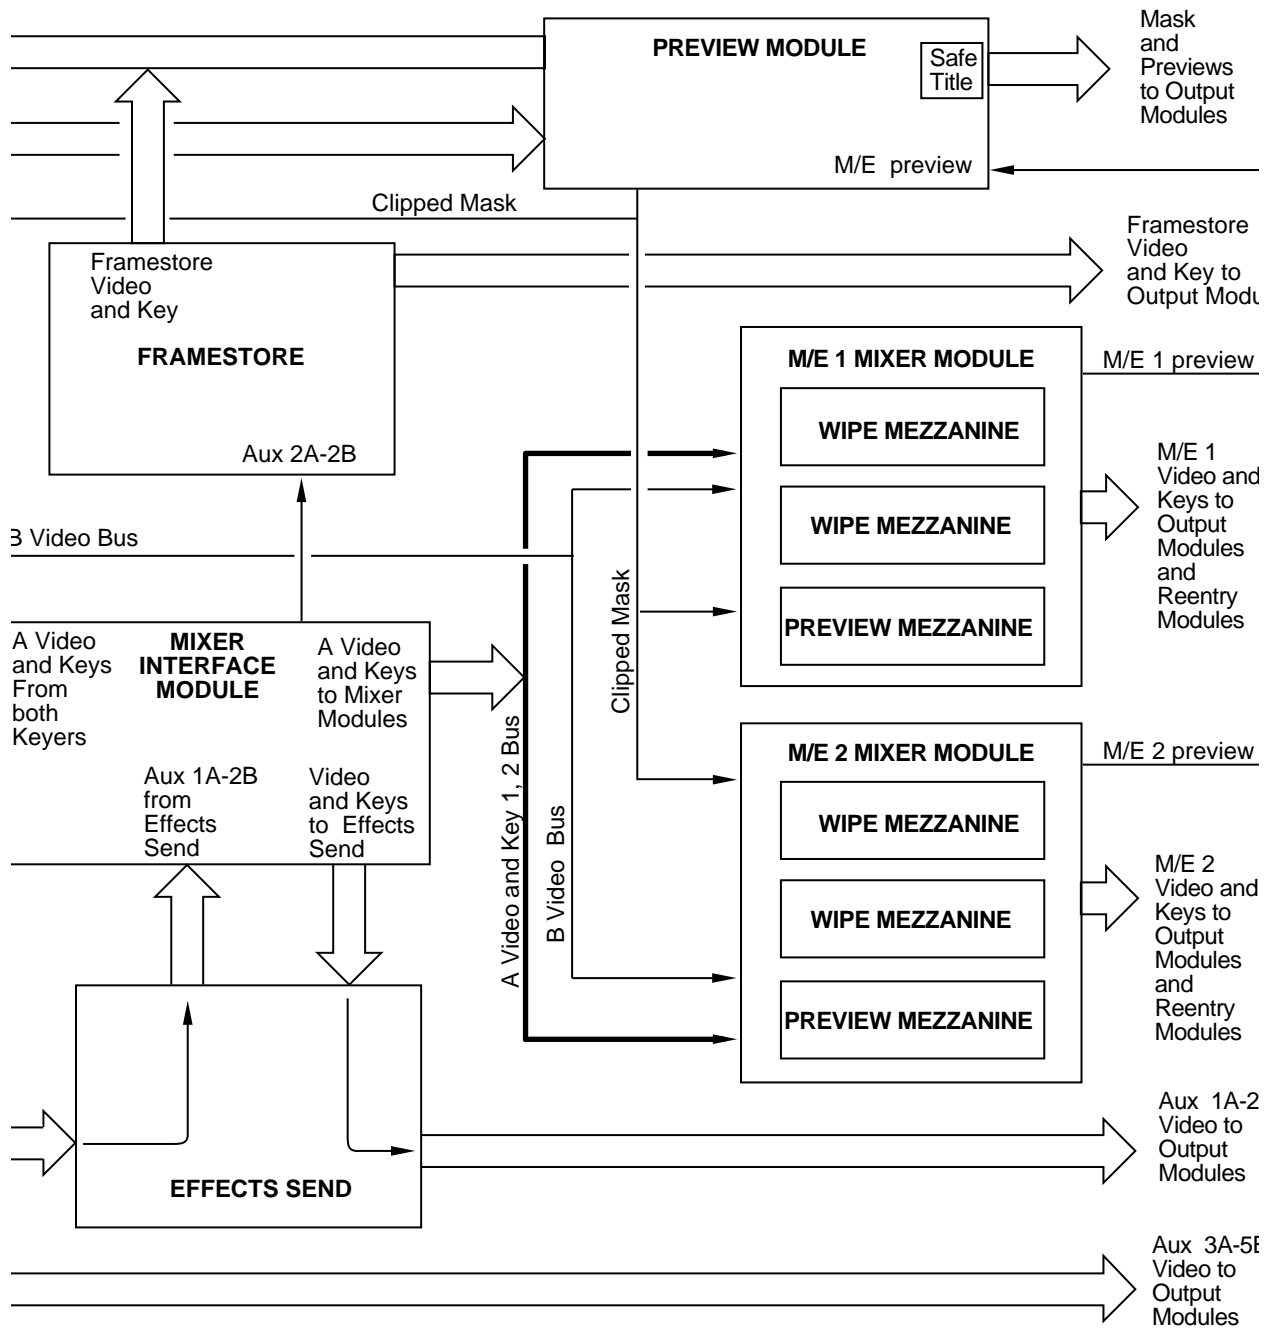 PREVIEW MODULE
Safe
Title
M/E preview
Mask
and
Previews
to Output
Modules
Clipped Mask
Framestore
Video
and Key
FRAMESTORE
Aux 2A-2B
Framestore
Video
and Key to
Output Modu
M/E 1 MIXER MODULE
WIPE MEZZANINE
WIPE MEZZANINE
PREVIEW MEZZANINE
M/E 1 preview
M/E 1
Video and
Keys to
Output
Modules
and
Reentry
Modules
B Video Bus
A Video
and Keys
From
both
Keyers
MIXER
INTERFACE
MODULE
A Video
and Keys
to Mixer
Modules
Aux 1A-2B
from
Effects
Send
Video
and Keys
to Effects
Send
A Video and Key 1, 2 Bus
B Video Bus
Clipped Mask
M/E 2 MIXER MODULE
WIPE MEZZANINE
WIPE MEZZANINE
PREVIEW MEZZANINE
M/E 2 preview
M/E 2
Video and
Keys to
Output
Modules
and
Reentry
Modules
EFFECTS SEND
Aux 1A-2
Video to
Output
Modules
Aux 3A-5B
Video to
Output
Modules